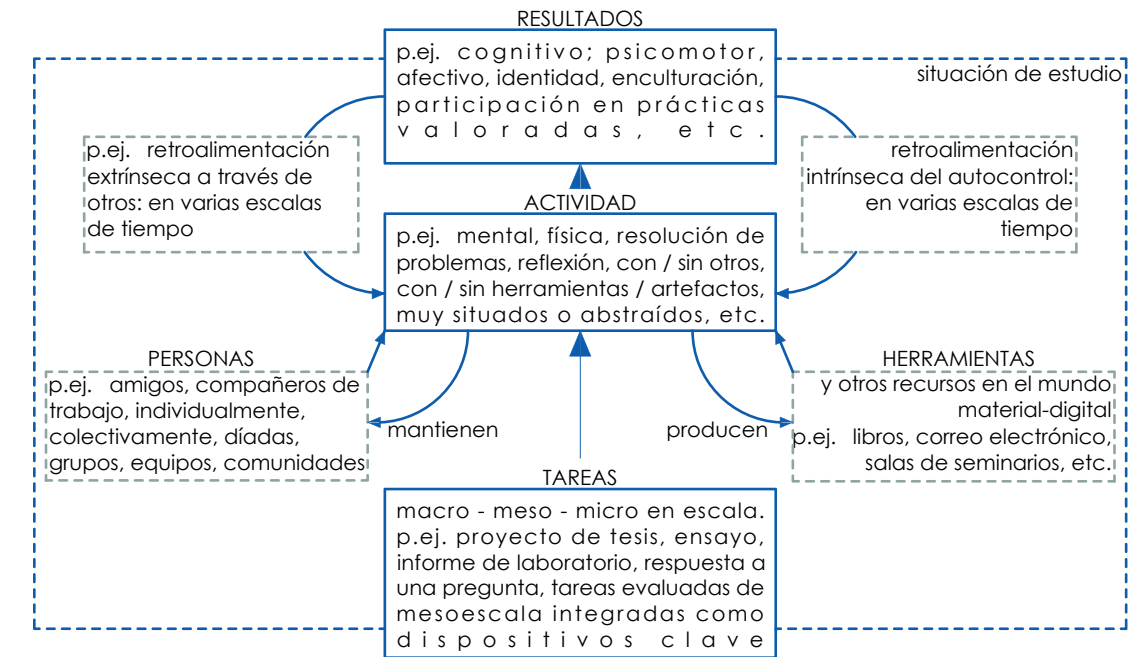 RESULTADOS
p.ej. cognitivo; psicomotor,
afectivo, identidad, enculturación,
participación en prácticas
valoradas, etc.
situación de estudio
p.ej. retroalimentación
extrínseca a través de
otros: en varias escalas
de tiempo
retroalimentación
intrínseca del autocontrol:
en varias escalas de
tiempo
ACTIVIDAD
p.ej. mental, física, resolución de
problemas, reflexión, con / sin otros,
con / sin herramientas / artefactos,
muy situados o abstraídos, etc.
PERSONAS
p.ej. amigos, compañeros de
trabajo, individualmente,
colectivamente, díadas,
grupos, equipos, comunidades
mantienen
producen
HERRAMIENTAS
y otros recursos en el mundo
material-digital
p.ej. libros, correo electrónico,
salas de seminarios, etc.
TAREAS
macro - meso - micro en escala.
p.ej. proyecto de tesis, ensayo,
informe de laboratorio, respuesta a
una pregunta, tareas evaluadas de
mesoescala integradas como
dispositivos clave